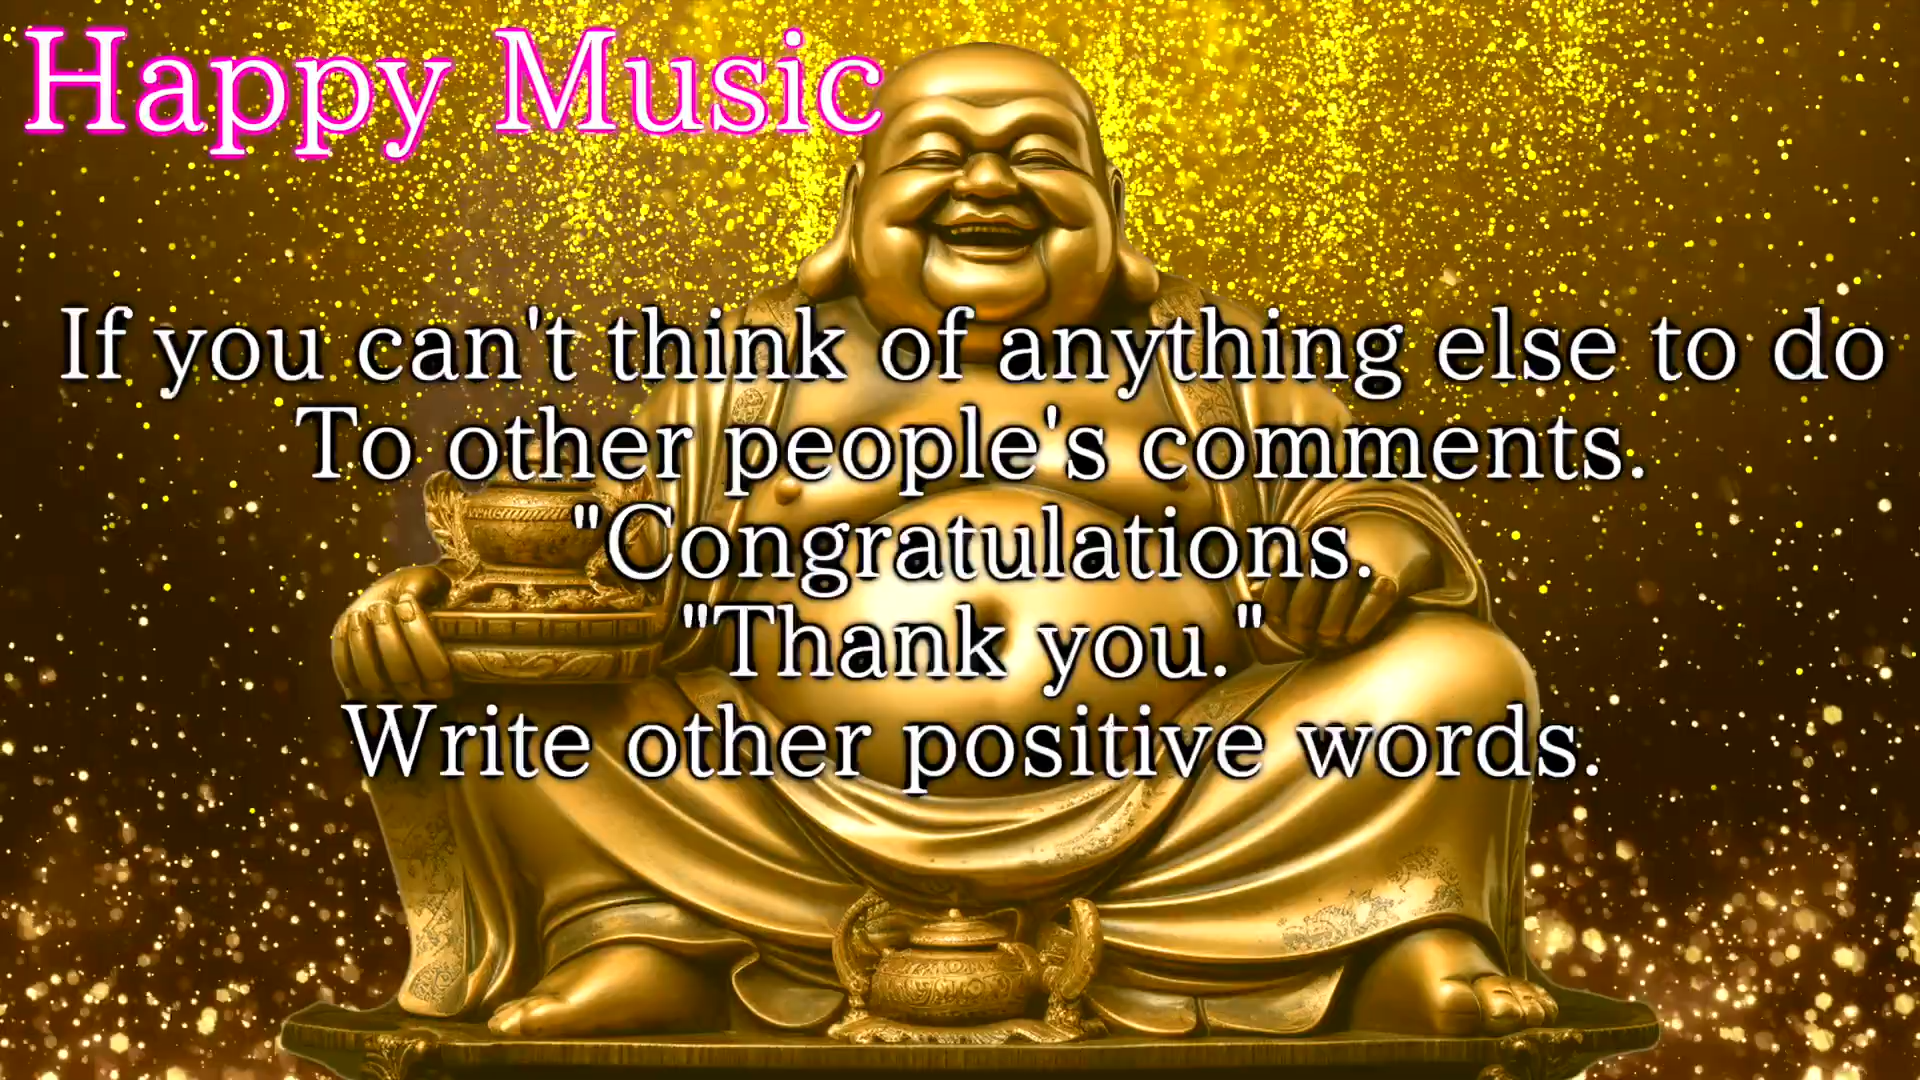 Happy Music
If you can't think of anything else to do
To other people's comments.
"Congratulations.
"Thank you."
Write other positive words.